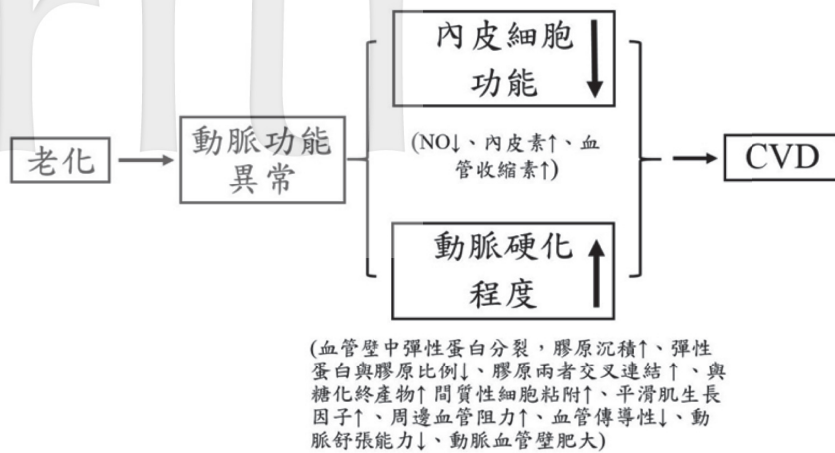 內皮細胞
功能
老化
動脈功能
異常
(NO↓、內皮素↑、血
管收縮素↑)
CVD
動脈硬化
程度
(血管壁中彈性蛋白分裂，膠原沉積↑、彈性
蛋白與膠原比例↓、膠原兩者交叉連結↑、與
糖化終產物↑間質性細胞粘附↑、平滑肌生長
因子↑、周邊血管阻力↑、血管傳導性↓、動
脈舒張能力↓、動脈血管壁肥大)